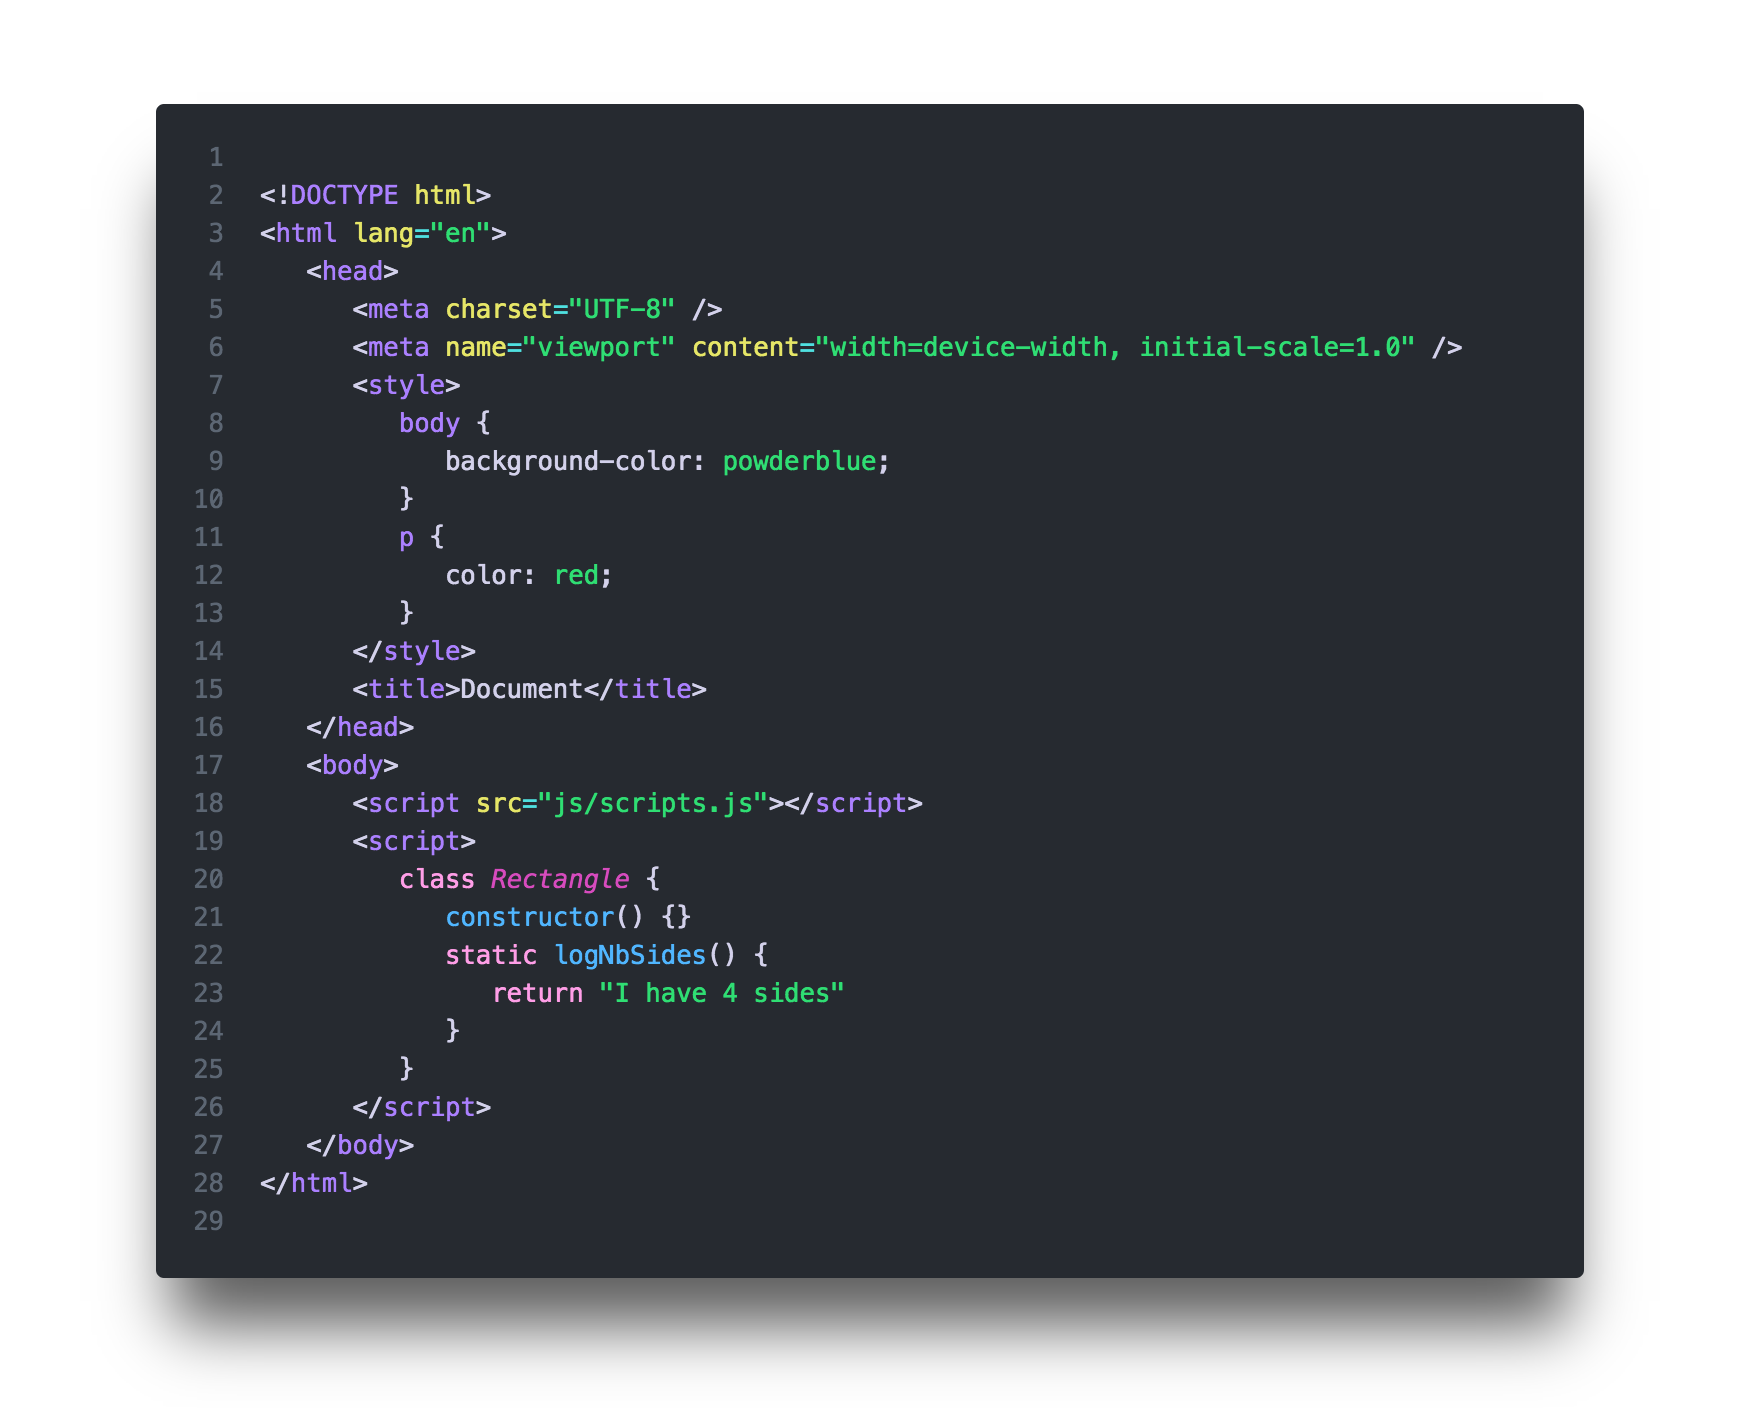 1
2 <!DOCTYPE html>
3 <html lang="en">
4    <head>
5       <meta charset="UTF-8" />
6       <meta name="viewport" content="width=device-width, initial-scale=1.0" />
7       <style>
8          body {
9             background-color: powderblue;
10          }
11          p {
12             color: red;
13          }
14       </style>
15       <title>Document</title>
16    </head>
17    <body>
18       <script src="js/scripts.js"></script>
19       <script>
20          class Rectangle {
21             constructor() {}
22             static logNbSides() {
23                return "I have 4 sides"
24             }
25          }
26       </script>
27    </body>
28 </html>
29